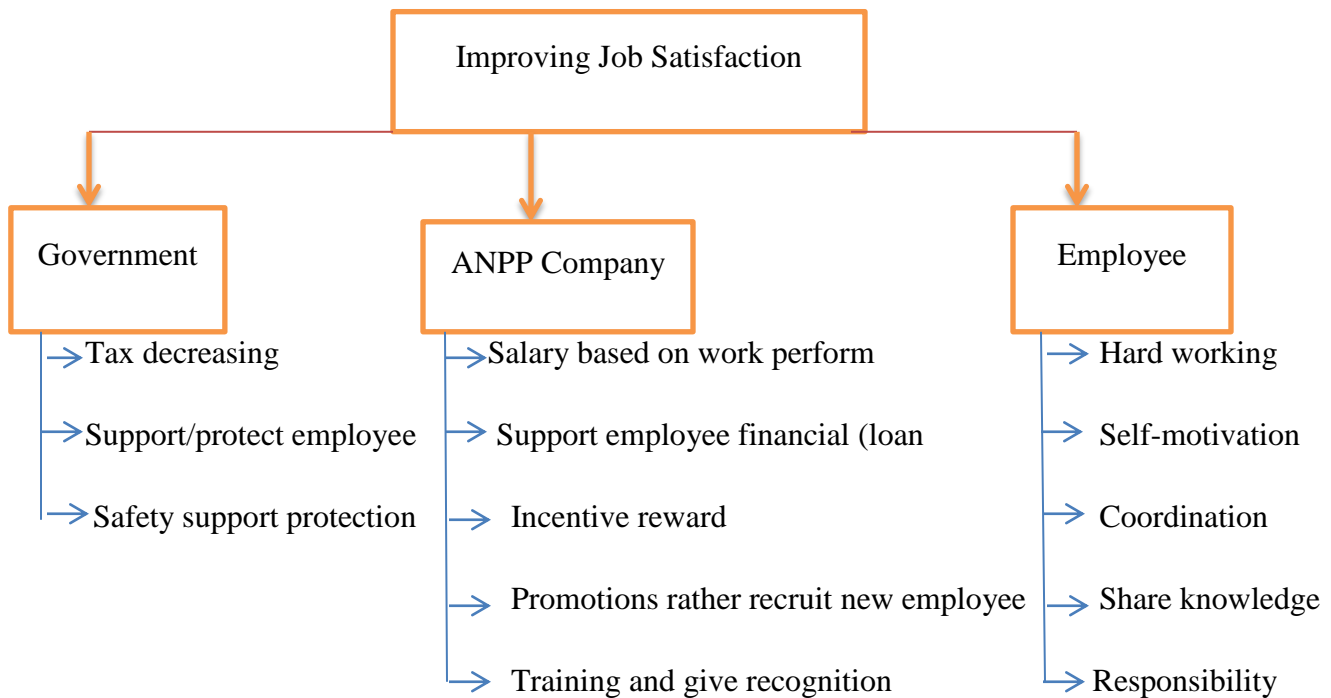 Improving Job Satisfaction
Government
ANPP Company
Employee
Tax decreasing
Support/protect employee
Safety support protection
Salary based on work perform
Support employee financial (loan
Incentive reward
Promotions rather recruit new employee
Training and give recognition
Hard working
Self-motivation
Coordination
Share knowledge
Responsibility